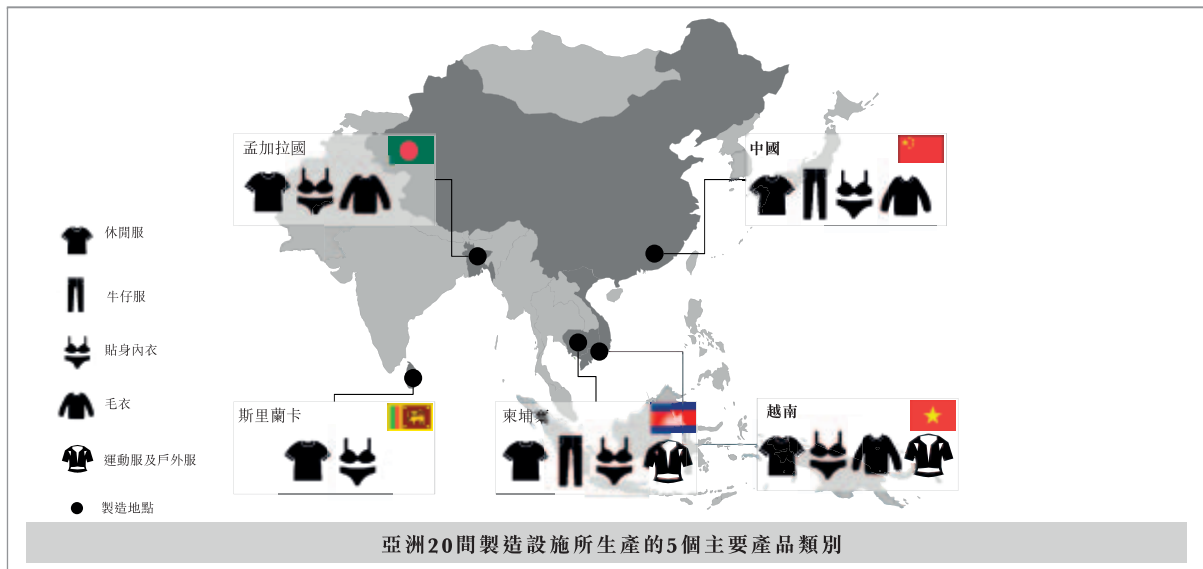 孟加拉國
中國
休閒服
牛仔服
貼身內衣
毛衣
運動服及戶外服
製造地點
斯里蘭卡
柬埔寨
越南
亞洲20間製造設施所生產的5個主要產品類別